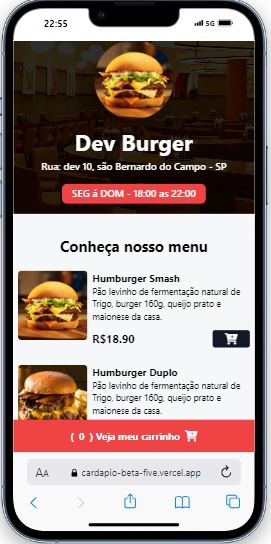 22:55
5G
Dev Burger
Rua: dev 10, são Bernardo do Campo - SP
SEG á DOM - 18:00 as 22:00
Conheça nosso menu
Humburger Smash
Pão levinho de fermentação natural de
Trigo, burger 160g, queijo prato e
maionese da casa.
R$18.90
Humburger Duplo
Pão levinho de fermentação natural de
Trigo, burger 160g, queijo prato e
maionese da casa.
( 0 ) Veja meu carrinho
AA
cardapio-beta-five.vercel.app